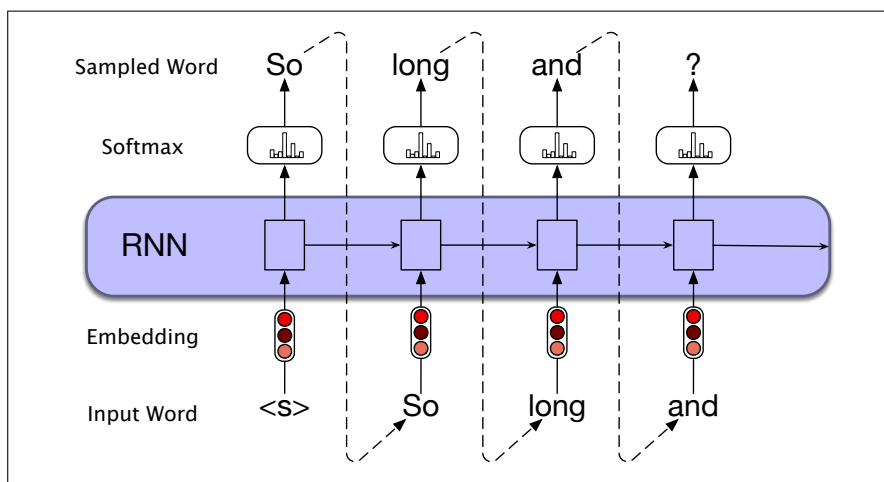 Sampled Word So long and ?
Softmax
RNN
Embedding
Input Word <s> So long and